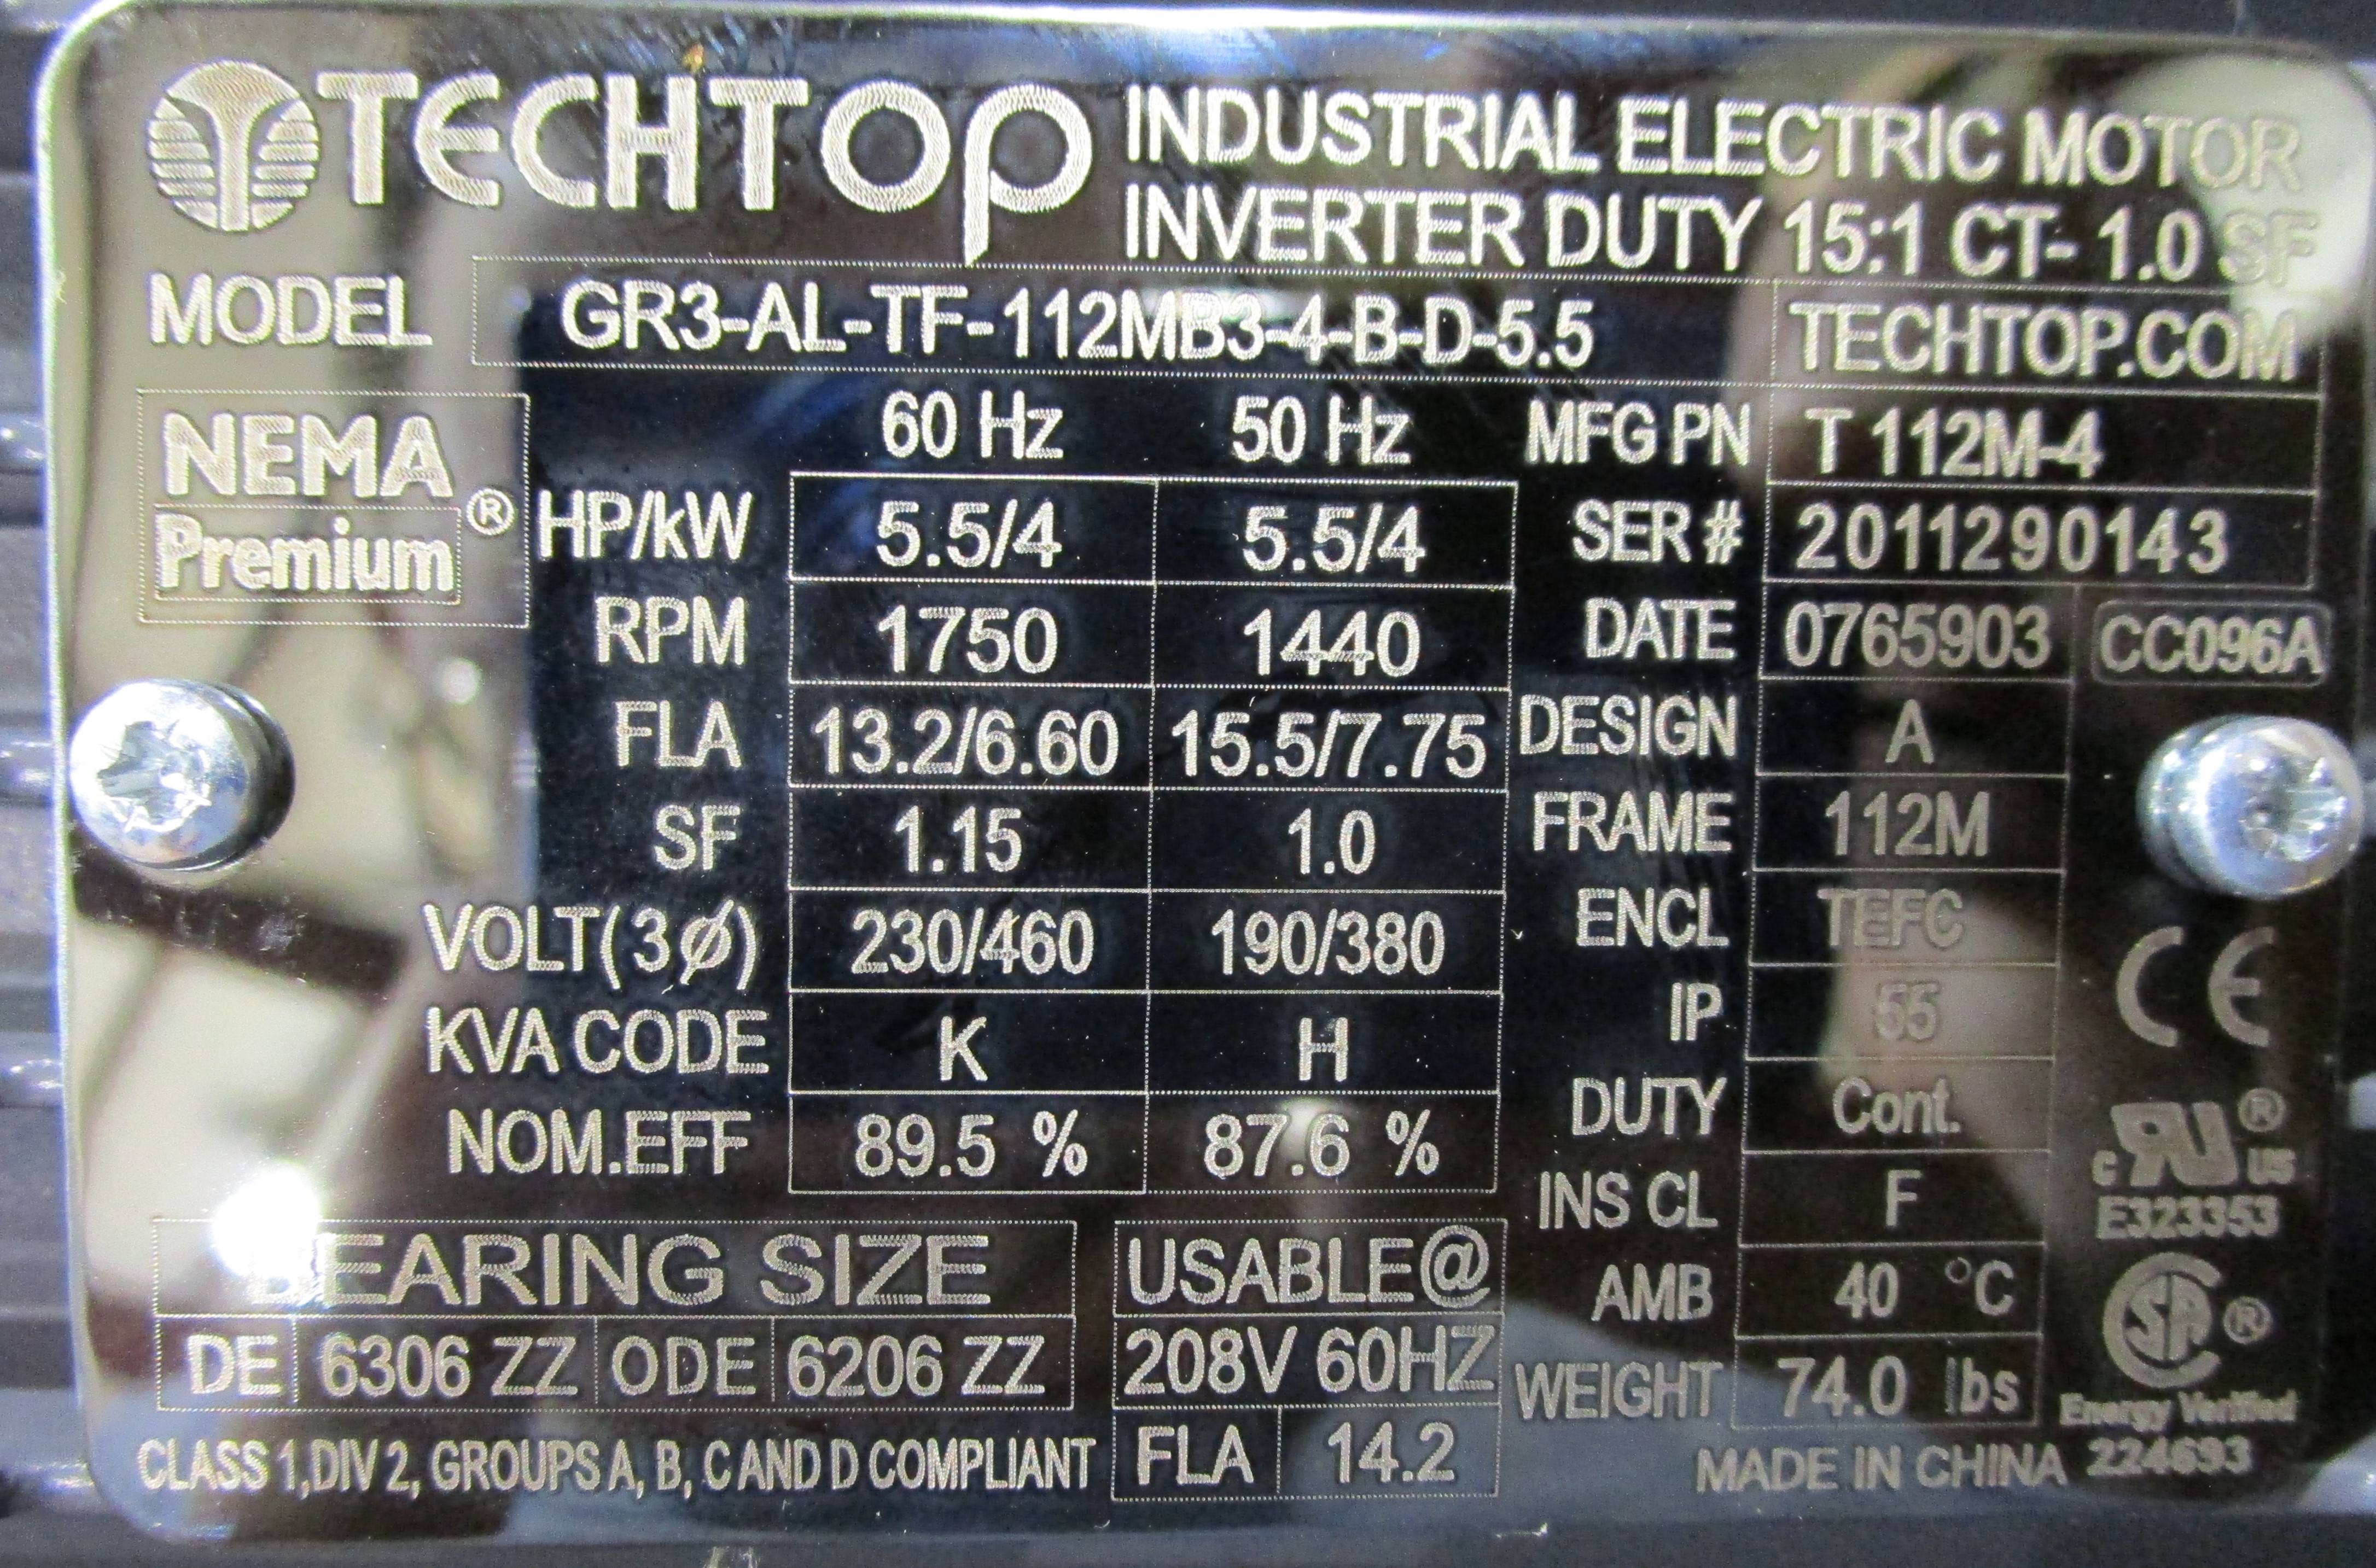 TECHTOP INDUSTRIAL ELECTRIC MOTOR
INVERTER DUTY 15:1 CT- 1.0 SF
MODEL GR3-AL-TF-112MB3-4-B-D-5.5 TECHTOP.COM
NEMA Premium®
60 Hz 50 Hz
HP/kW 5.5/4 5.5/4
RPM 1750 1440
FLA 13.2/6.60 15.5/7.75
SF 1.15 1.0
VOLT(3Ø) 230/460 190/380
KVA CODE K H
NOM.EFF 89.5 % 87.6 %
MFG PN T 112M-4
SER # 2011290143
DATE 0765903 CC096A
DESIGN A
FRAME 112M
ENCL TEFC
IP 55
DUTY Cont.
INS CL F
AMB 40 °C
WEIGHT 74.0 lbs
CE
c RU us ®
E323353
SP ®
Energy Verified
224693
BEARING SIZE
DE 6306 ZZ ODE 6206 ZZ
USABLE@
208V 60HZ
FLA 14.2
CLASS 1,DIV 2, GROUPS A, B, C AND D COMPLIANT
MADE IN CHINA